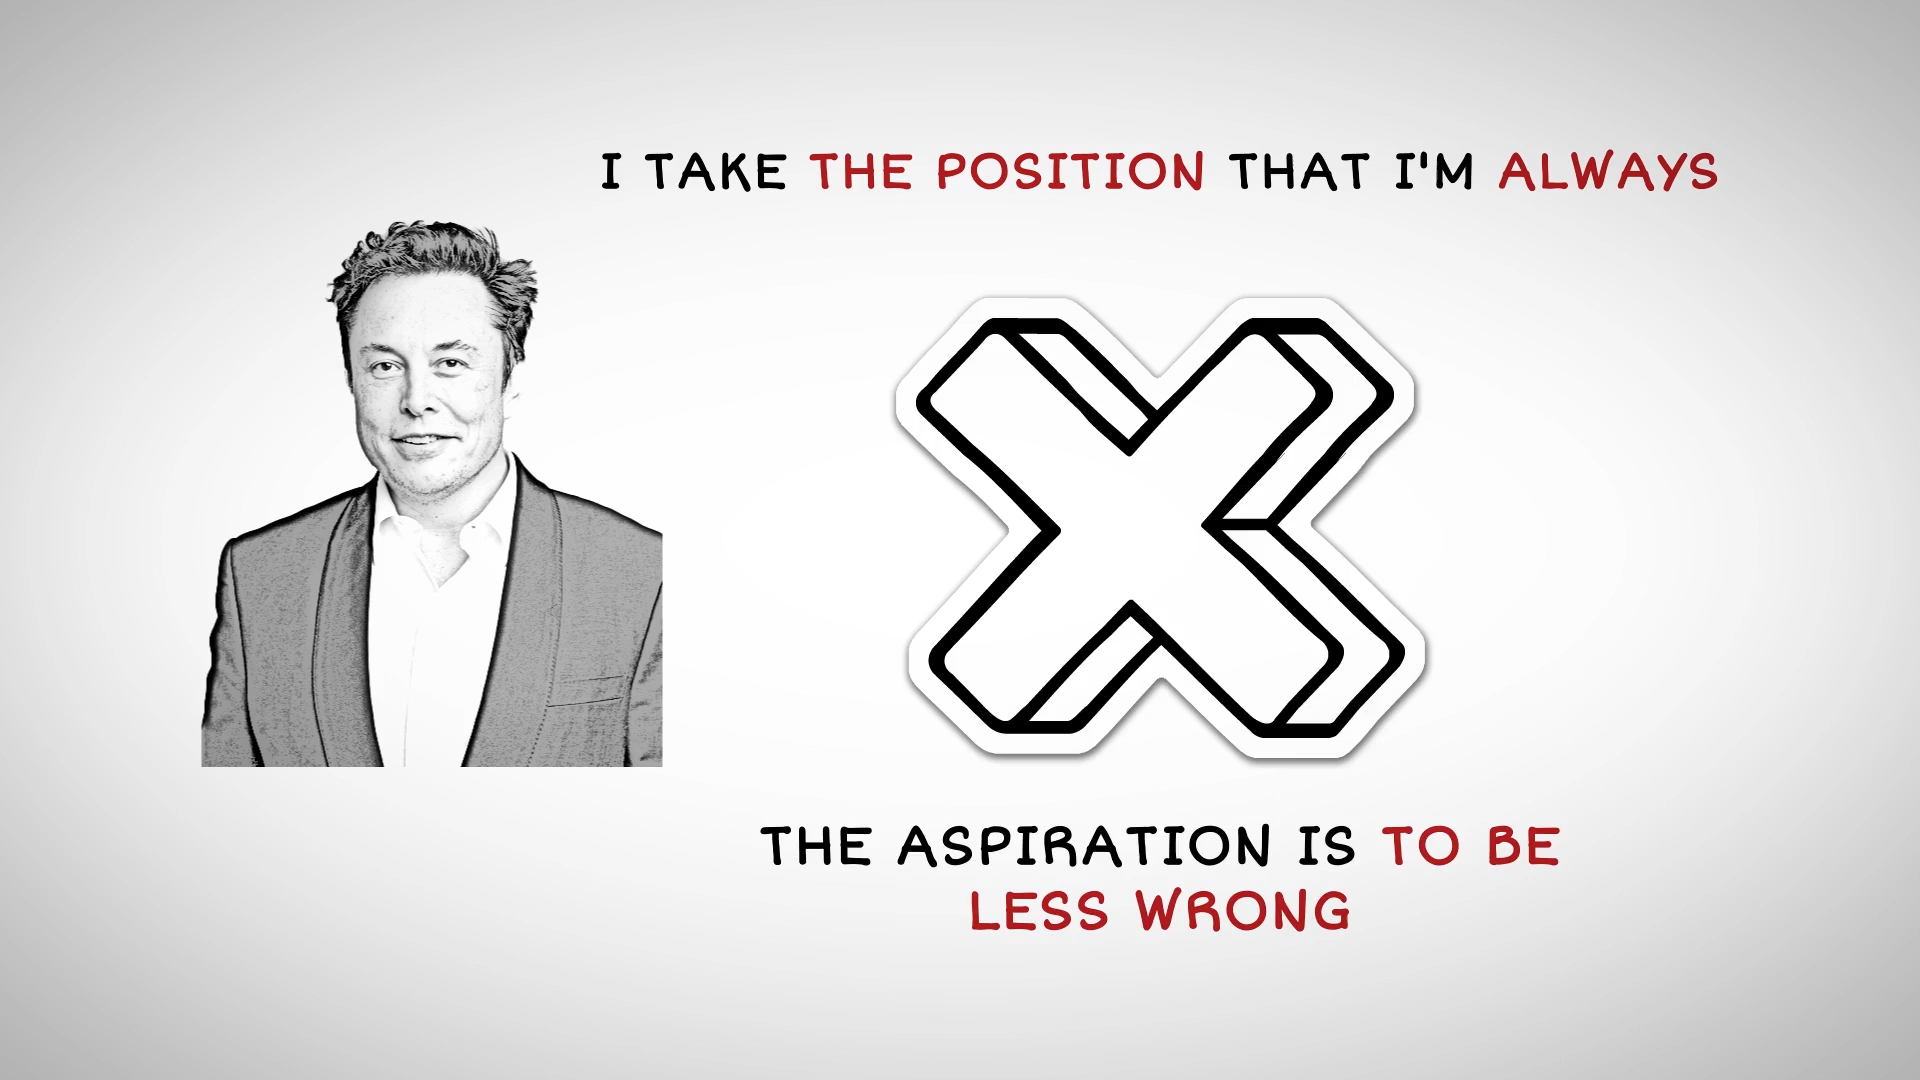 I TAKE THE POSITION THAT I'M ALWAYS
X
THE ASPIRATION IS TO BE
LESS WRONG